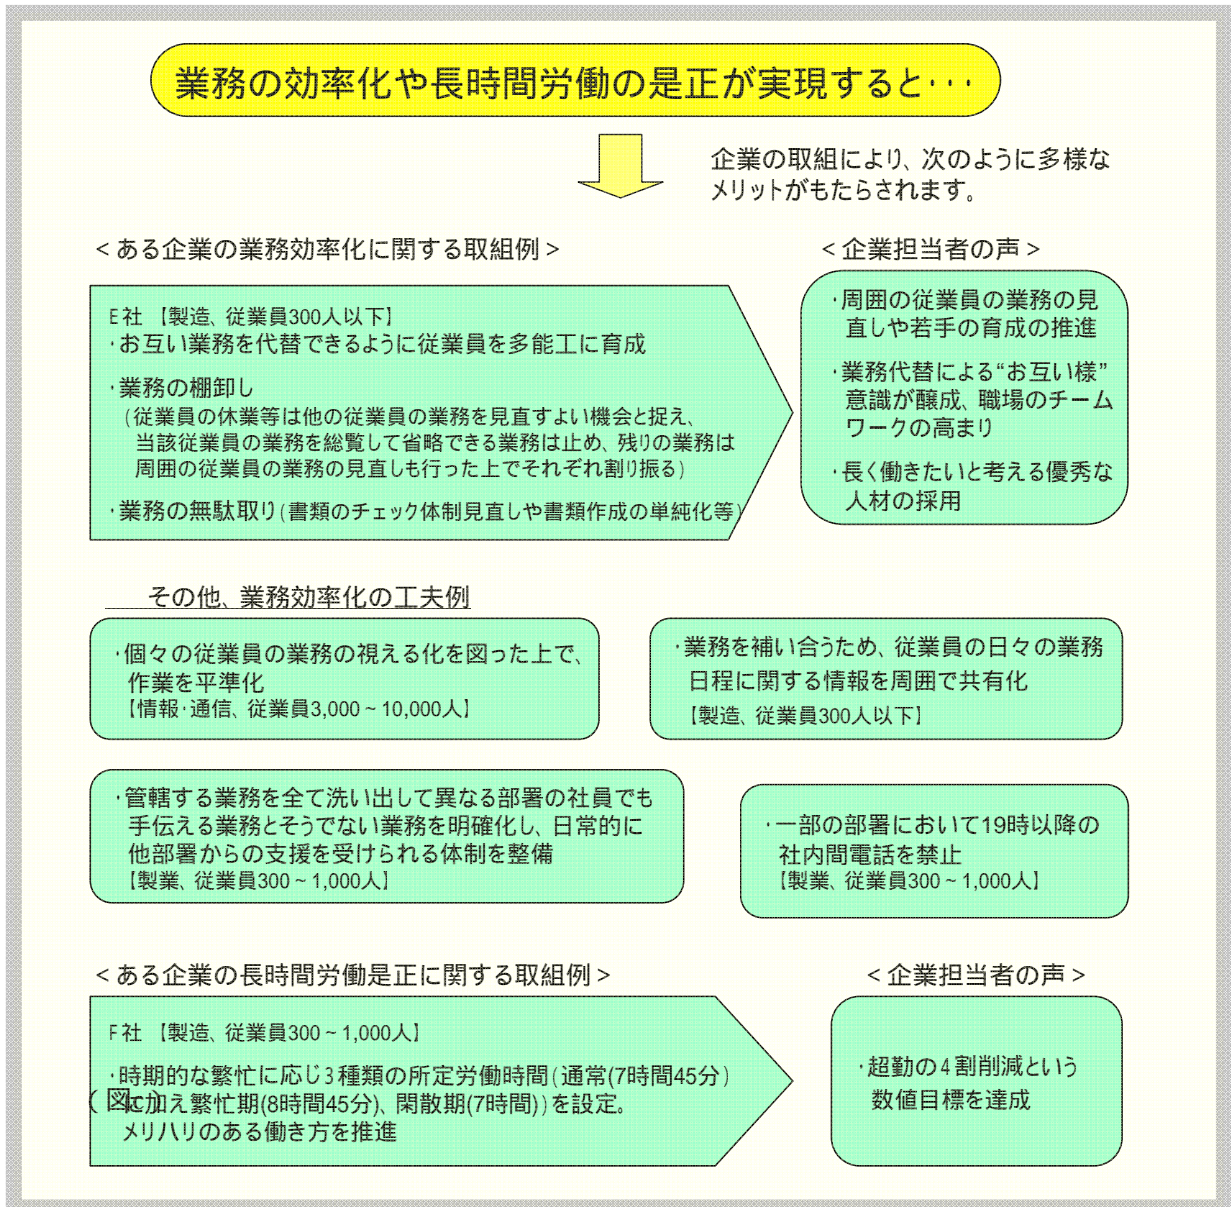 業務の効率化や長時間労働の是正が実現すると･･･
企業の取組により、次のように多様な
メリットがもたらされます。
<ある企業の業務効率化に関する取組例>
E社 【製造、従業員300人以下】
･お互い業務を代替できるように従業員を多能工に育成
･業務の棚卸し
(従業員の休業等は他の従業員の業務を見直すよい機会と捉え、
当該従業員の業務を総覧して省略できる業務は止め、残りの業務は
周囲の従業員の業務の見直しも行った上でそれぞれ割り振る)
･業務の無駄取り(書類のチェック体制見直しや書類作成の単純化等)
<企業担当者の声>
･周囲の従業員の業務の見
直しや若手の育成の推進
･業務代替による“お互い様”
意識が醸成、職場のチーム
ワークの高まり
･長く働きたいと考える優秀な
人材の採用
その他、業務効率化の工夫例
･個々の従業員の業務の視える化を図った上で、
作業を平準化
【情報･通信、従業員3,000~10,000人】
･業務を補い合うため、従業員の日々の業務
日程に関する情報を周囲で共有化
【製造、従業員300人以下】
･管轄する業務を全て洗い出して異なる部署の社員でも
手伝える業務とそうでない業務を明確化し、日常的に
他部署からの支援を受けられる体制を整備
【製業、従業員300~1,000人】
･一部の部署において19時以降の
社内間電話を禁止
【製業、従業員300~1,000人】
<ある企業の長時間労働是正に関する取組例>
F社 【製造、従業員300~1,000人】
･時期的な繁忙に応じ3種類の所定労働時間(通常(7時間45分)
に加え繁忙期(8時間45分)、閑散期(7時間))を設定。
メリハリのある働き方を推進
(図)
<企業担当者の声>
･超勤の4割削減という
数値目標を達成